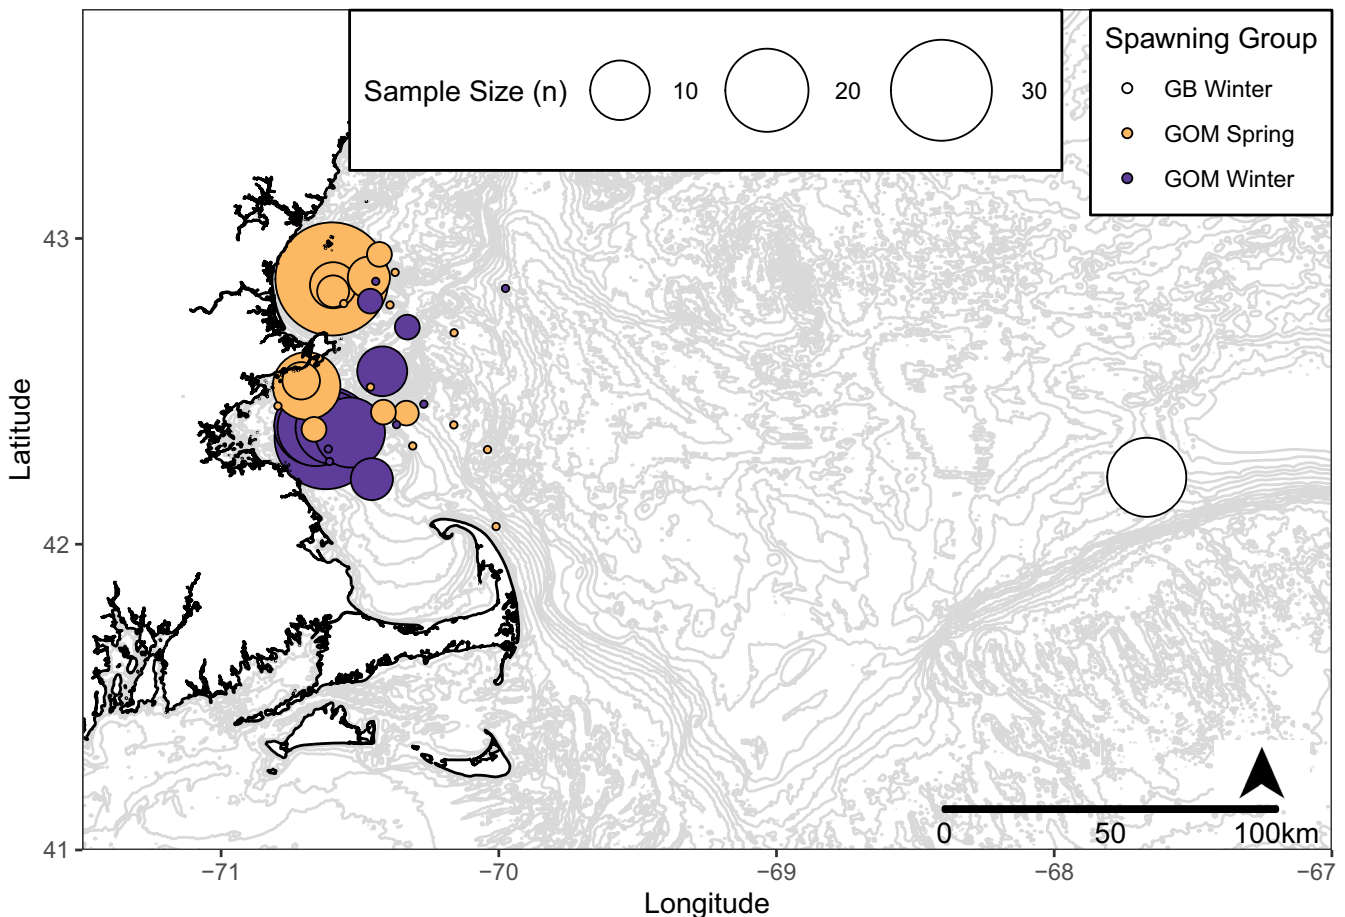 Sample Size (n) 10 20 30
Spawning Group
GB Winter
GOM Spring
GOM Winter
Latitude
43
42
41
0 50 100km
−71 −70 −69 −68 −67
Longitude